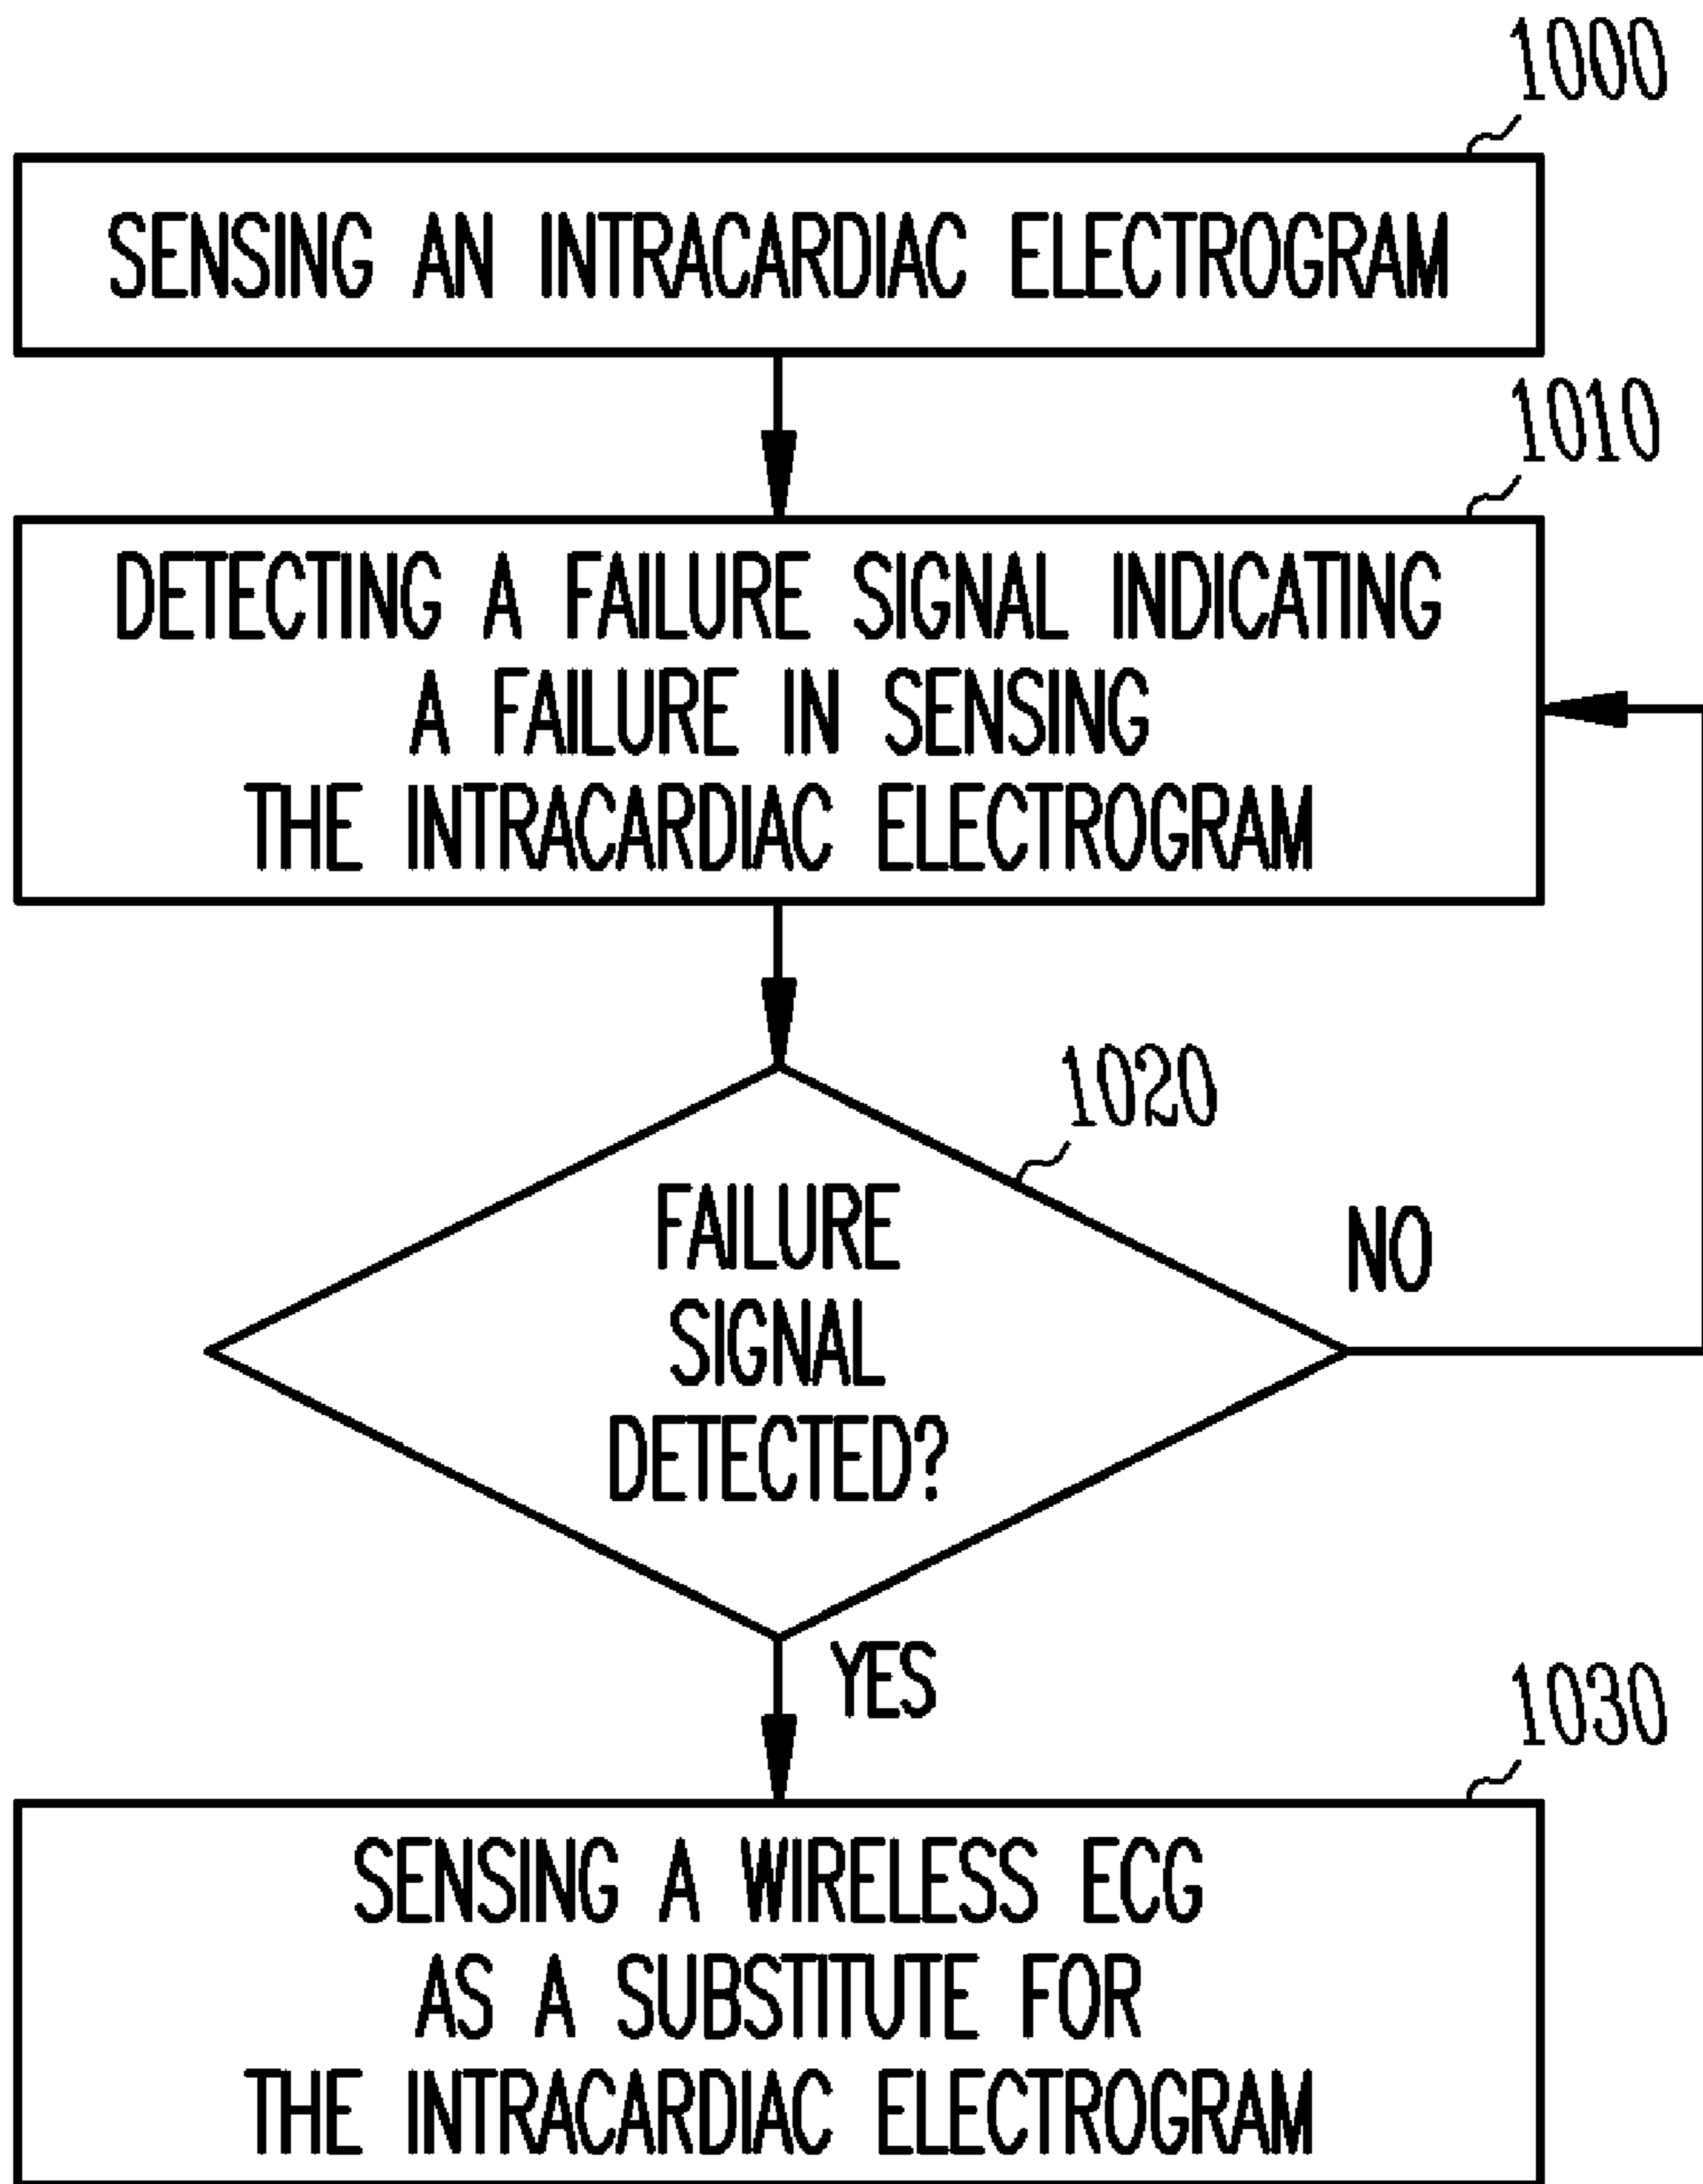 1000
SENSING AN INTRACARDIAC ELECTROGRAM
1010
DETECTING A FAILURE SIGNAL INDICATING
A FAILURE IN SENSING
THE INTRACARDIAC ELECTROGRAM
1020
FAILURE
SIGNAL
DETECTED?
NO
YES
1030
SENSING A WIRELESS ECG
AS A SUBSTITUTE FOR
THE INTRACARDIAC ELECTROGRAM